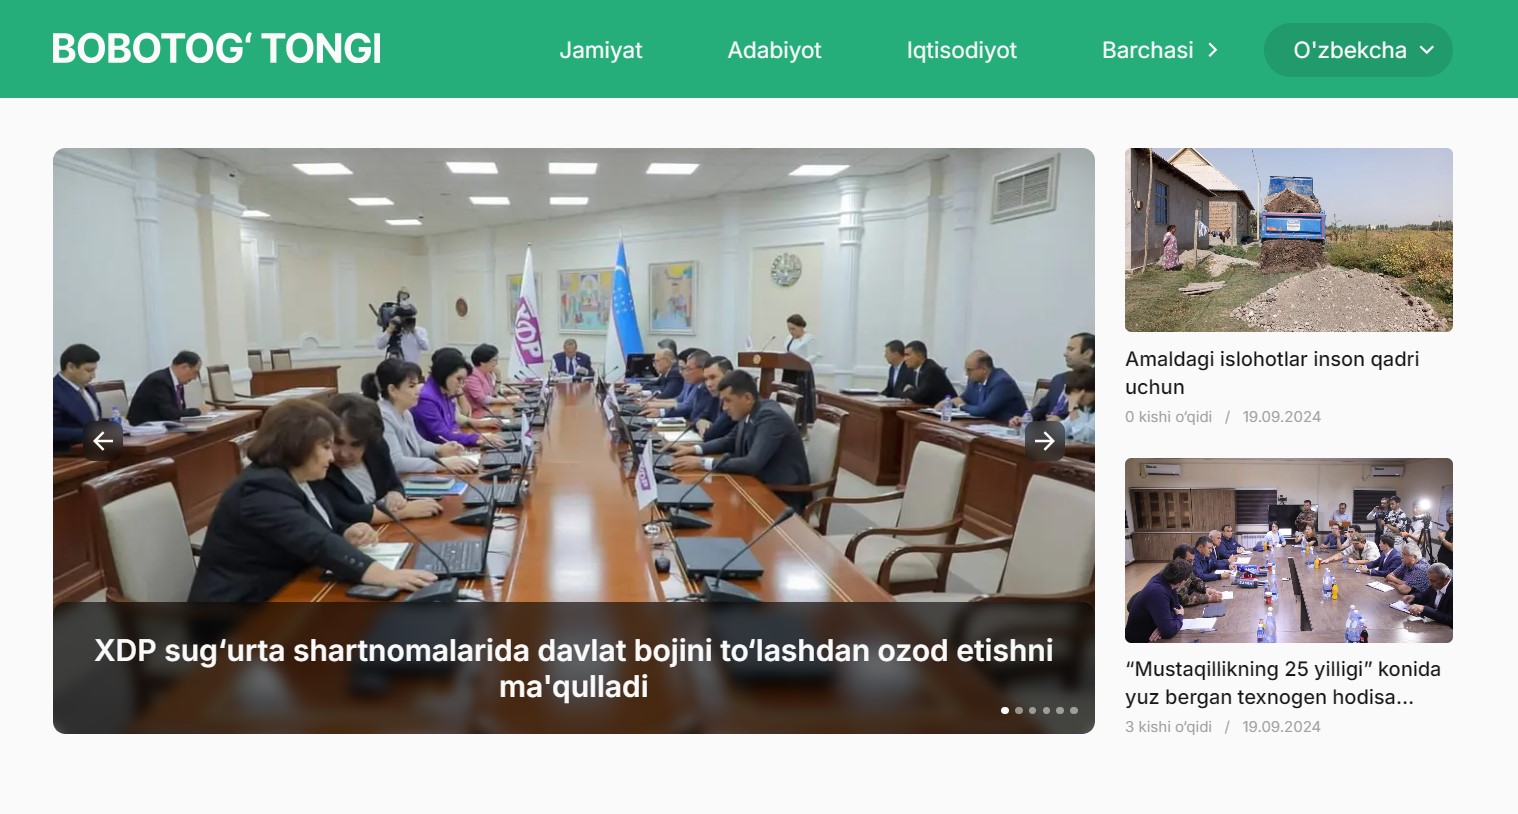 BOBOTOG‘ TONGI
Jamiyat
Adabiyot
Iqtisodiyot
Barchasi
O'zbekcha
XDP
XDP sug‘urta shartnomalarida davlat bojini to‘lashdan ozod etishni
ma'qulladi
Amaldagi islohotlar inson qadri
uchun
0 kishi o‘qidi / 19.09.2024
“Mustaqillikning 25 yilligi” konida
yuz bergan texnogen hodisa...
3 kishi o‘qidi / 19.09.2024